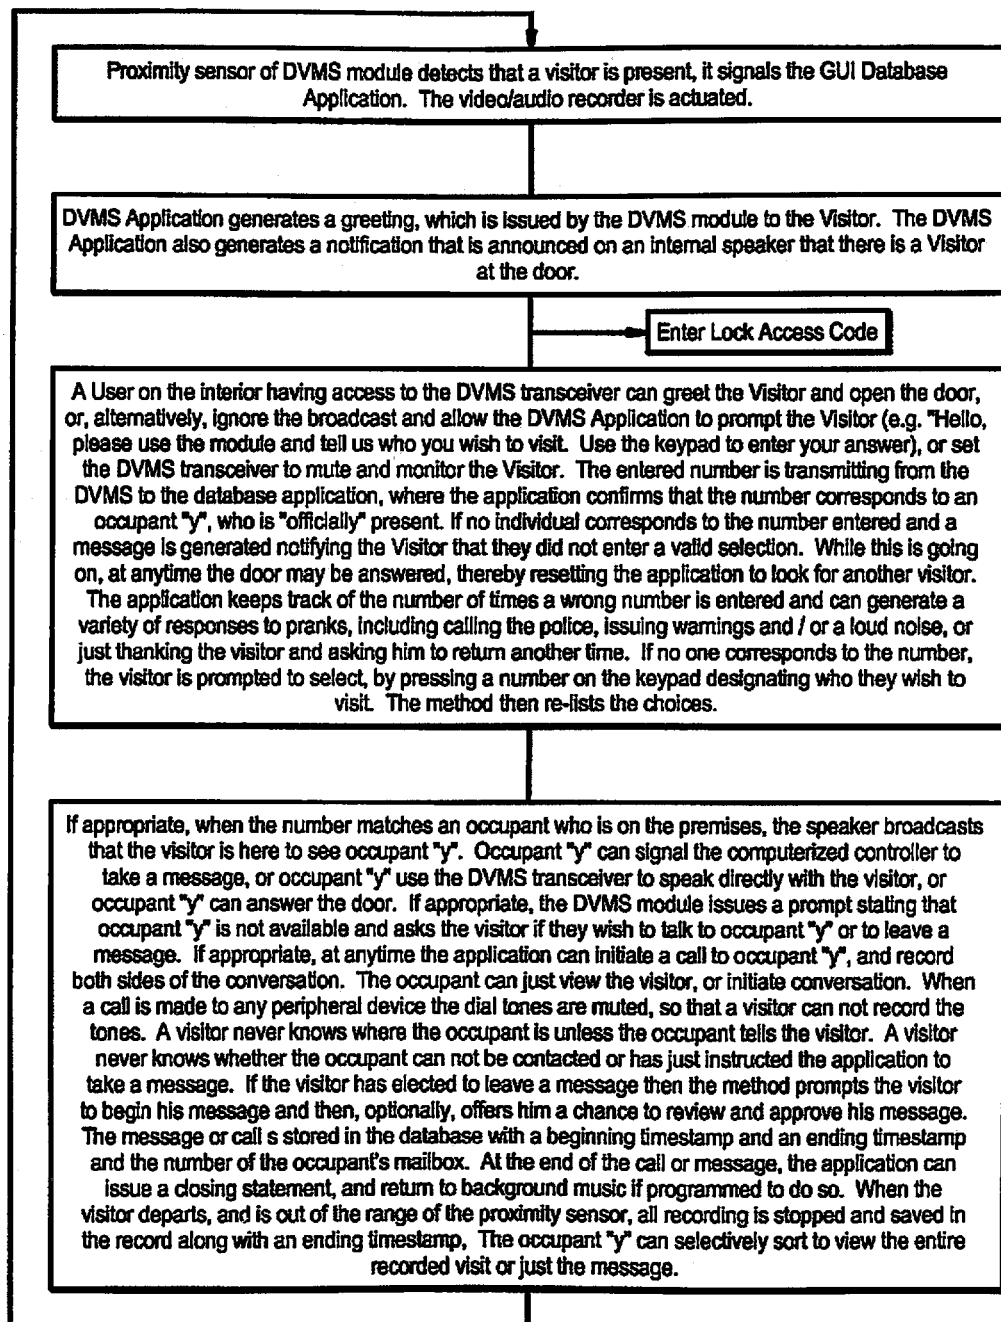 Proximity sensor of DVMS module detects that a visitor is present, it signals the GUI Database
Application. The video/audio recorder is actuated.
DVMS Application generates a greeting, which is issued by the DVMS module to the Visitor. The DVMS
Application also generates a notification that is announced on an internal speaker that there is a Visitor
at the door.
Enter Lock Access Code
A User on the interior having access to the DVMS transceiver can greet the Visitor and open the door,
or, alternatively, ignore the broadcast and allow the DVMS Application to prompt the Visitor (e.g. "Hello,
please use the module and tell us who you wish to visit. Use the keypad to enter your answer), or set
the DVMS transceiver to mute and monitor the Visitor. The entered number is transmitting from the
DVMS to the database application, where the application confirms that the number corresponds to an
occupant "y", who is "officially" present. If no individual corresponds to the number entered and a
message is generated notifying the Visitor that they did not enter a valid selection. While this is going
on, at anytime the door may be answered, thereby resetting the application to look for another visitor.
The application keeps track of the number of times a wrong number is entered and can generate a
variety of responses to pranks, including calling the police, issuing warnings and / or a loud noise, or
just thanking the visitor and asking him to return another time. If no one corresponds to the number,
the visitor is prompted to select, by pressing a number on the keypad designating who they wish to
visit. The method then re-lists the choices.
If appropriate, when the number matches an occupant who is on the premises, the speaker broadcasts
that the visitor is here to see occupant "y". Occupant "y" can signal the computerized controller to
take a message, or occupant "y" use the DVMS transceiver to speak directly with the visitor, or
occupant "y" can answer the door. If appropriate, the DVMS module issues a prompt stating that
occupant "y" is not available and asks the visitor if they wish to talk to occupant "y" or to leave a
message. If appropriate, at anytime the application can initiate a call to occupant "y", and record
both sides of the conversation. The occupant can just view the visitor, or initiate conversation. When
a call is made to any peripheral device the dial tones are muted, so that a visitor can not record the
tones. A visitor never knows where the occupant is unless the occupant tells the visitor. A visitor
never knows whether the occupant can not be contacted or has just instructed the application to
take a message. If the visitor has elected to leave a message then the method prompts the visitor
to begin his message and then, optionally, offers him a chance to review and approve his message.
The message or call s stored in the database with a beginning timestamp and an ending timestamp
and the number of the occupant's mailbox. At the end of the call or message, the application can
issue a closing statement, and return to background music if programmed to do so. When the
visitor departs, and is out of the range of the proximity sensor, all recording is stopped and saved in
the record along with an ending timestamp, The occupant "y" can selectively sort to view the entire
recorded visit or just the message.